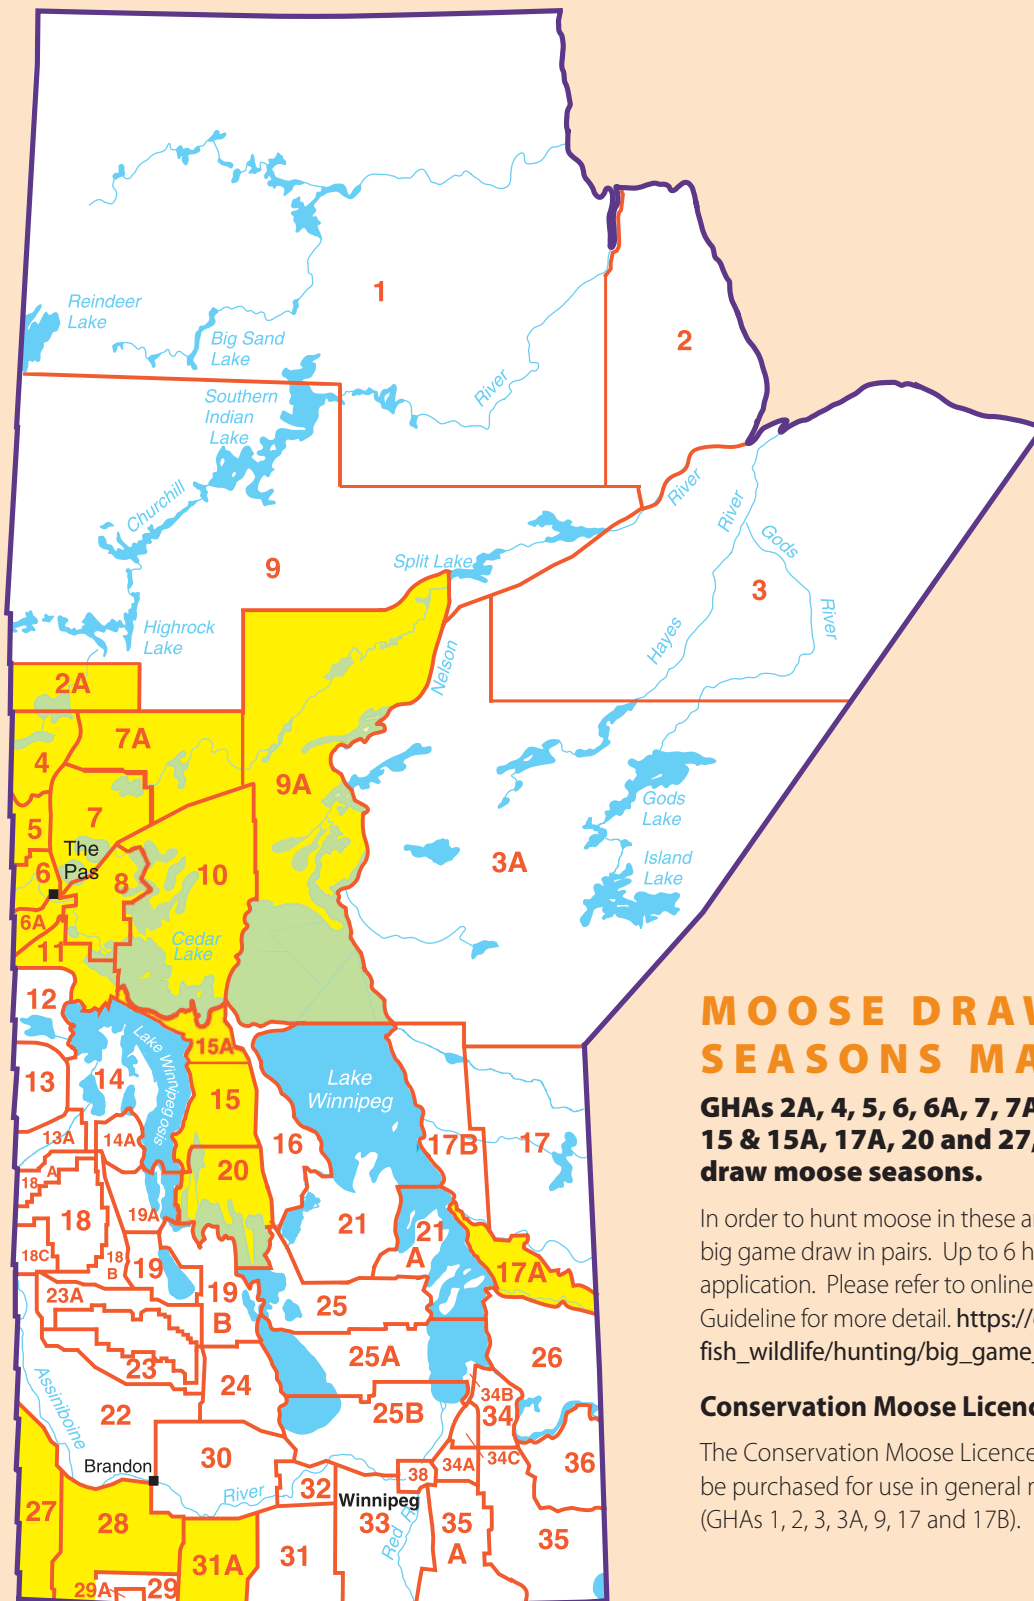 1
Reindeer
Lake
2
Big Sand
Lake
Southern
Indian
Lake
River
Churchill
River
River
Gods
9
Split Lake
3
River
Highrock
Lake
Hayes
Nelson
2A
7A
4
9A
Gods
Lake
7
5
The
Pas
3A
Island
Lake
6
8
10
6A
Cedar
Lake
11
12
Lake Winnipegosis
15A
13
14
Lake
Winnipeg
15
13A
14A
16
17B
17
18
A
20
19A
18
21
21
A
18C
18
B
19
17A
23A
19
B
25
23
25A
26
24
Assiniboine
22
25B
34B
34
Brandon
30
38
34A
34C
36
River
32
Winnipeg
27
28
33
35
A
35
Red R
31A
31
29A
29
MOOSE DRAW
SEASONS MA
GHAs 2A, 4, 5, 6, 6A, 7, 7A
15 & 15A, 17A, 20 and 27,
draw moose seasons.
In order to hunt moose in these a
big game draw in pairs. Up to 6 h
application. Please refer to online
Guideline for more detail. https://
fish_wildlife/hunting/big_game_
Conservation Moose Licenc
The Conservation Moose Licence
be purchased for use in general
(GHAs 1, 2, 3, 3A, 9, 17 and 17B).